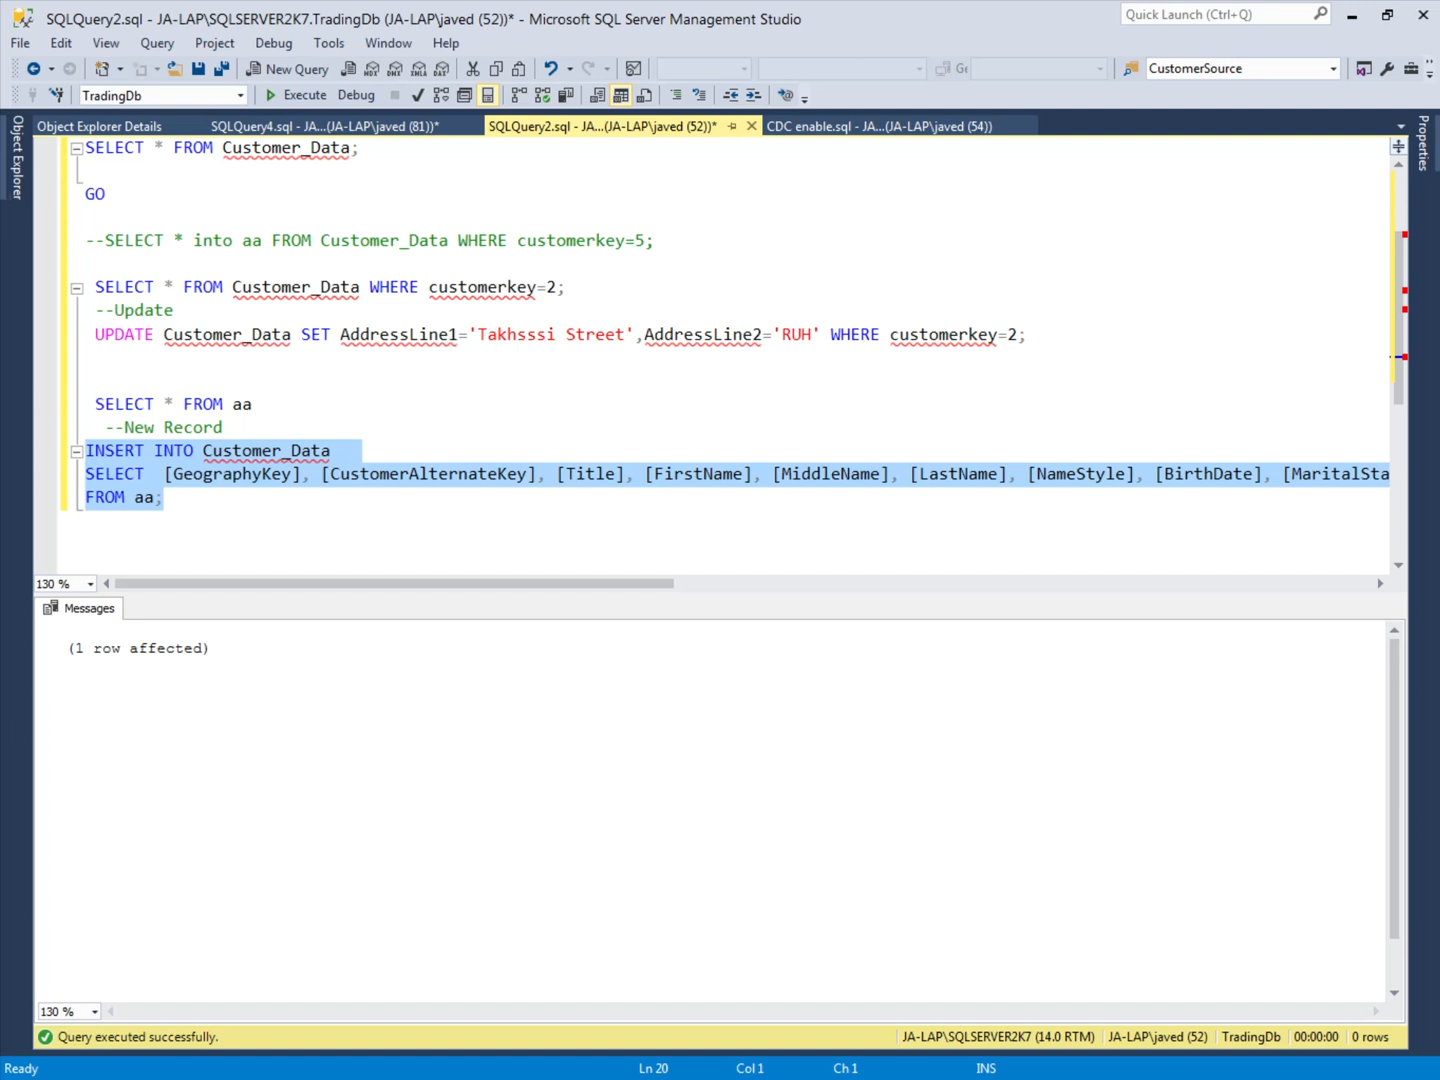 SQLQuery2.sql - JA-LAP\SQLSERVER2K7.TradingDb (JA-LAP\javed (52))* - Microsoft SQL Server Management Studio
Quick Launch (Ctrl+Q)
File Edit View Query Project Debug Tools Window Help
New Query
CustomerSource
TradingDb
Execute Debug
Object Explorer Details SQLQuery4.sql - JA...(JA-LAP\javed (81))* SQLQuery2.sql - JA...(JA-LAP\javed (52))* CDC enable.sql - JA...(JA-LAP\javed (54))
Object Explorer
Properties
SELECT * FROM Customer_Data;
GO
--SELECT * into aa FROM Customer_Data WHERE customerkey=5;
SELECT * FROM Customer_Data WHERE customerkey=2;
--Update
UPDATE Customer_Data SET AddressLine1='Takhsssi Street',AddressLine2='RUH' WHERE customerkey=2;
SELECT * FROM aa
--New Record
INSERT INTO Customer_Data
SELECT [GeographyKey], [CustomerAlternateKey], [Title], [FirstName], [MiddleName], [LastName], [NameStyle], [BirthDate], [MaritalSta
FROM aa;
130 %
Messages
(1 row affected)
130 %
Query executed successfully. JA-LAP\SQLSERVER2K7 (14.0 RTM) JA-LAP\javed (52) TradingDb 00:00:00 0 rows
Ready Ln 20 Col 1 Ch 1 INS